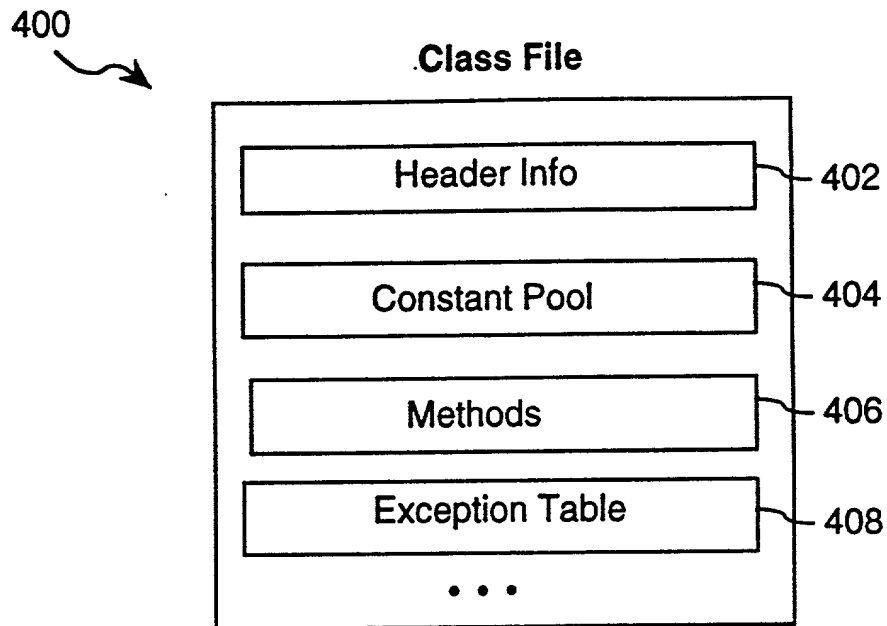 400
Class File
Header Info
402
Constant Pool
404
Methods
406
Exception Table
408
• • •